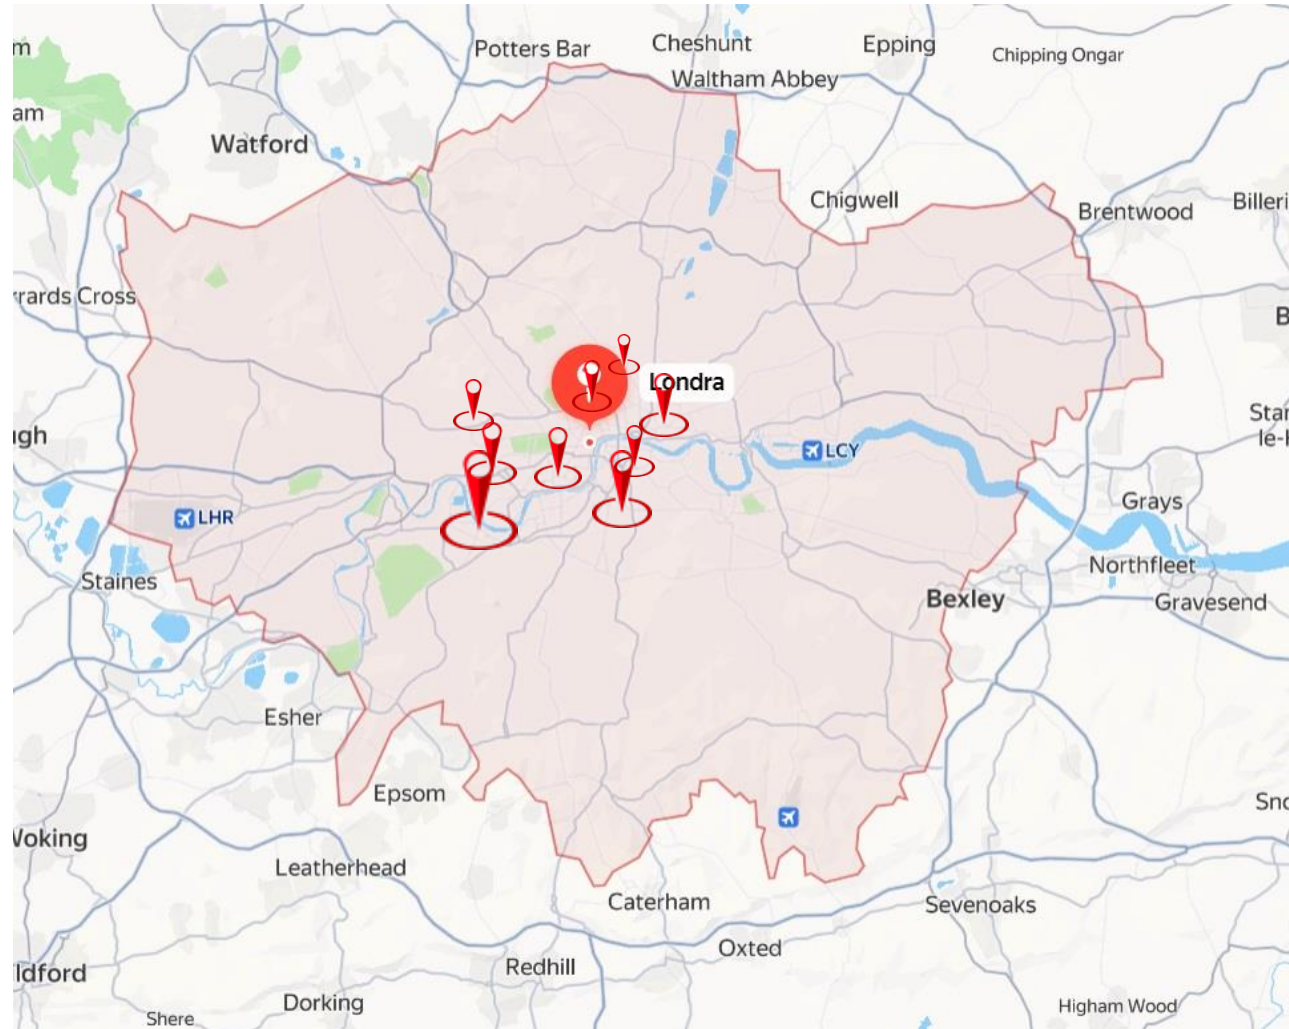 Potters Bar
Cheshunt
Epping
Chipping Ongar
Waltham Abbey
Watford
Chigwell
Brentwood
Londra
LCY
LHR
Grays
Staines
Northfleet
Bexley
Gravesend
Esher
Epsom
Leatherhead
Caterham
Sevenoaks
Oxted
Redhill
Dorking
Higham Wood
Shere